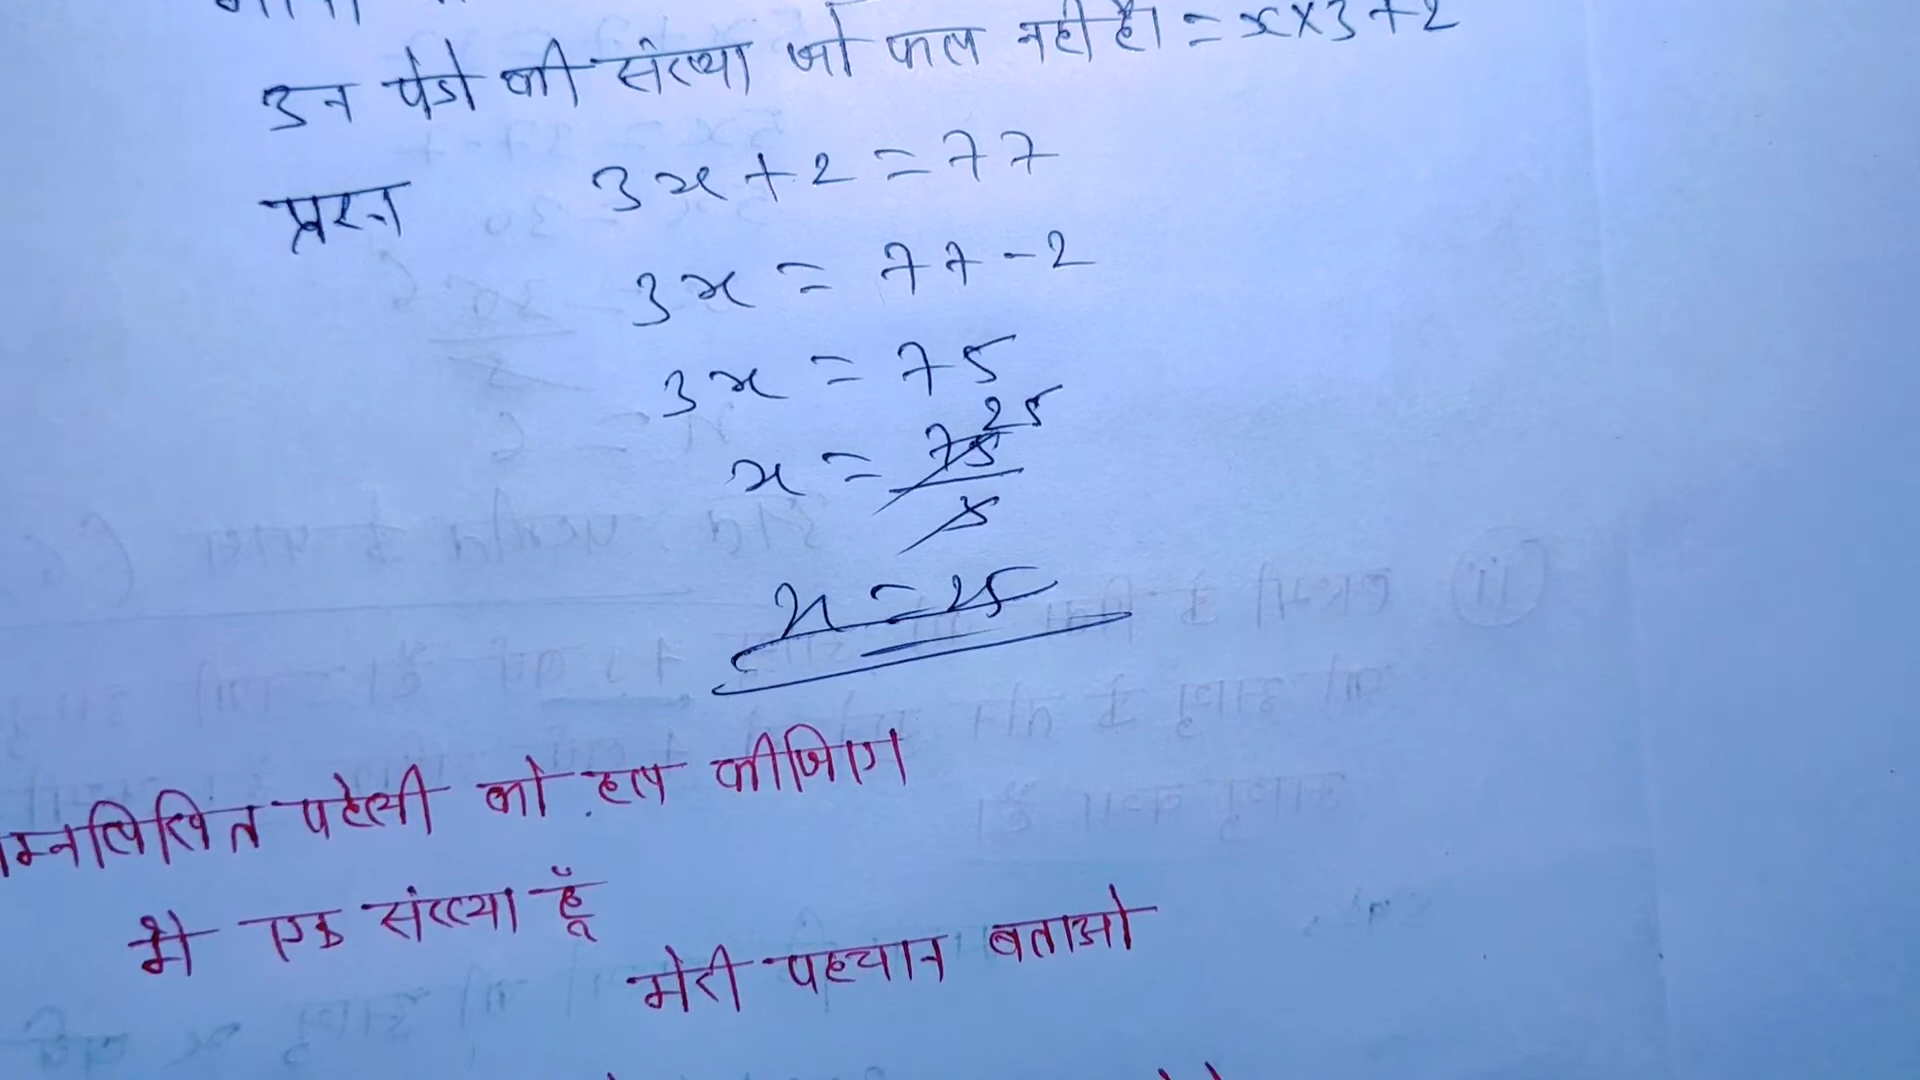 उन पेडो की संख्या जो फल नही है। = x×3+2
प्रश्न 3x+2=77
3x = 77-2
3x = 75
x = 75/3 25
x = 25
म्नलिखित पहेली को हल कीजिए
मै एक संख्या हूँ
मेरी पहचान बताओ